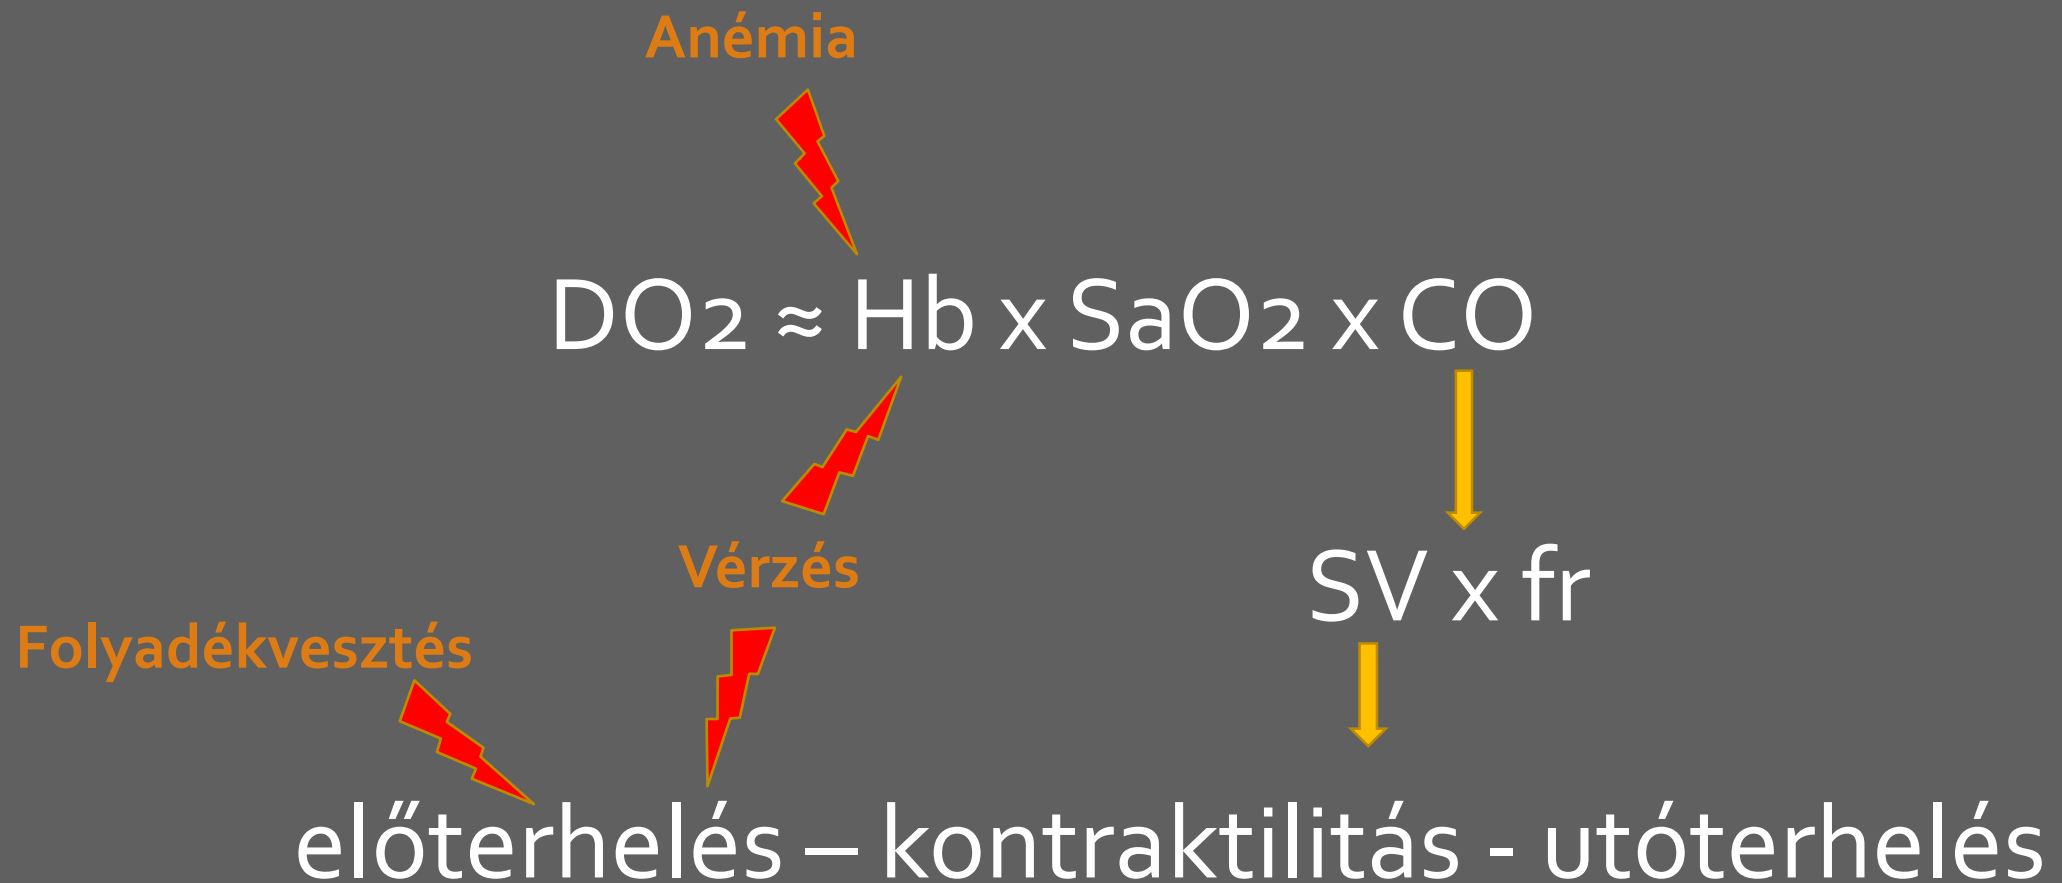 Anémia
DO2 ≈ Hb x SaO2 x CO
Vérzés
SV x fr
Folyadékvesztés
előterhelés – kontraktilitás - utóterhelés